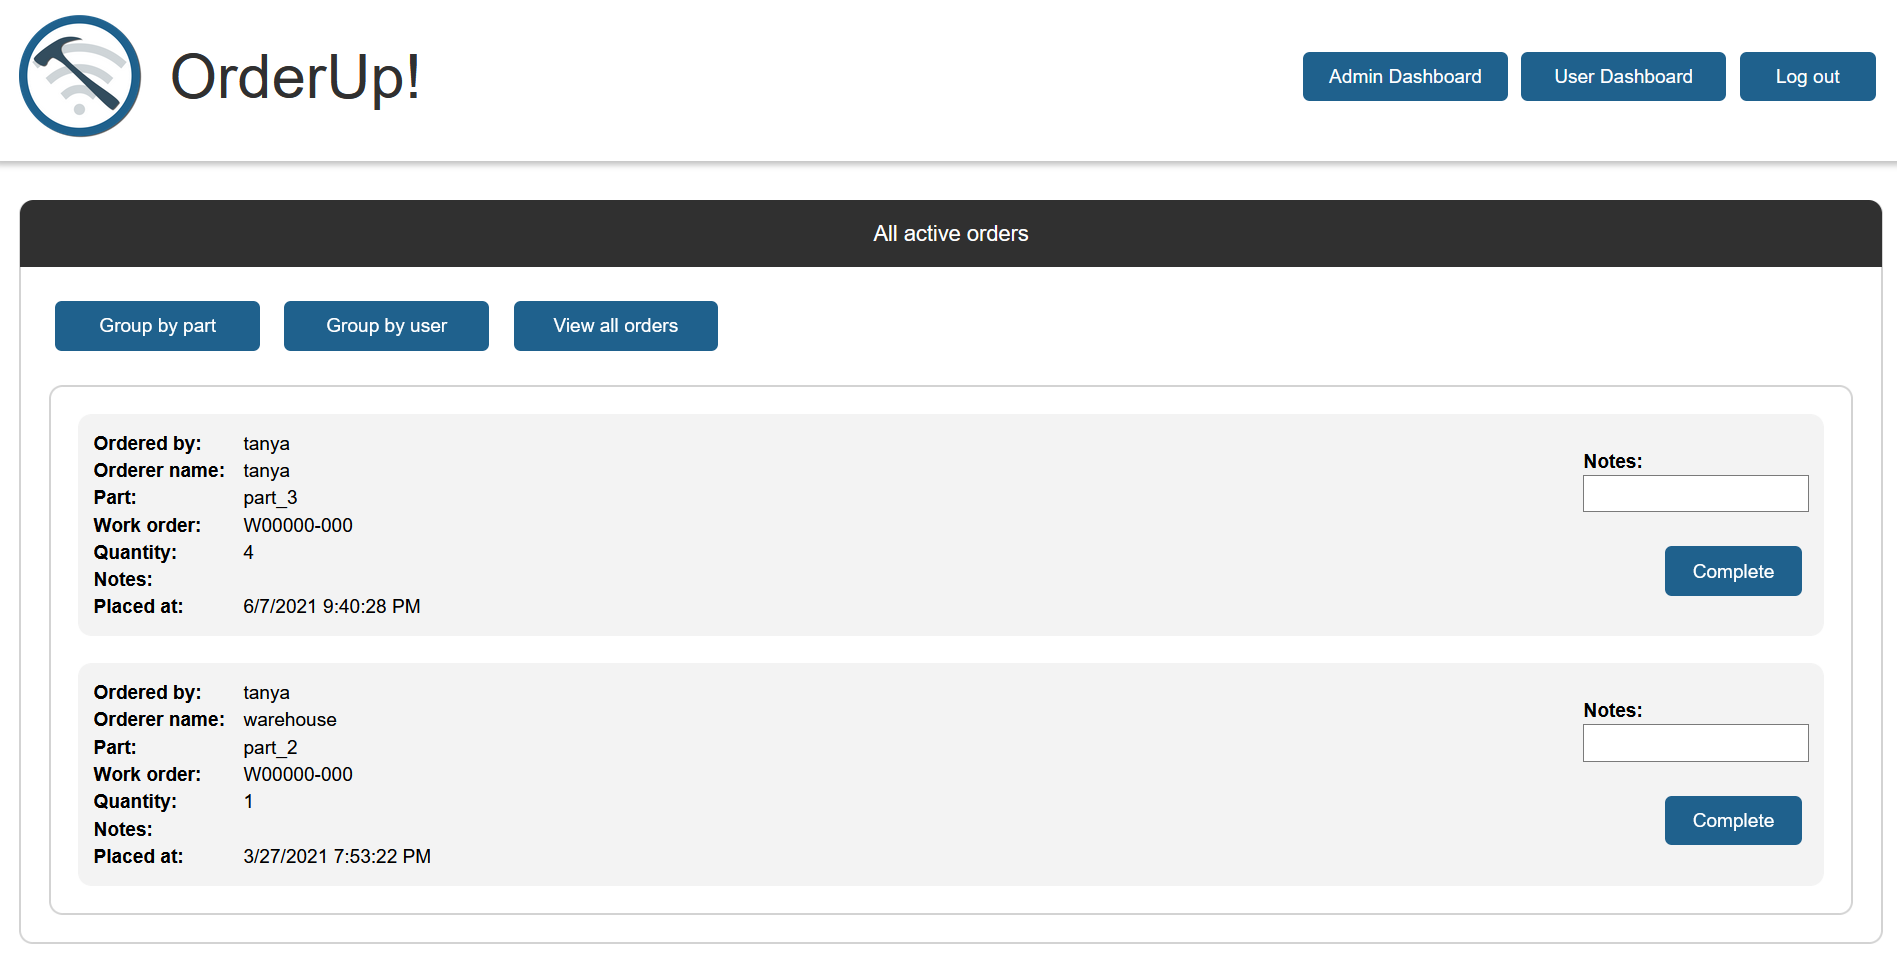 OrderUp!
Admin Dashboard
User Dashboard
Log out
All active orders
Group by part
Group by user
View all orders
Ordered by: tanya
Orderer name: tanya
Part: part_3
Work order: W00000-000
Quantity: 4
Notes:
Placed at: 6/7/2021 9:40:28 PM
Notes:
Complete
Ordered by: tanya
Orderer name: warehouse
Part: part_2
Work order: W00000-000
Quantity: 1
Notes:
Placed at: 3/27/2021 7:53:22 PM
Notes:
Complete